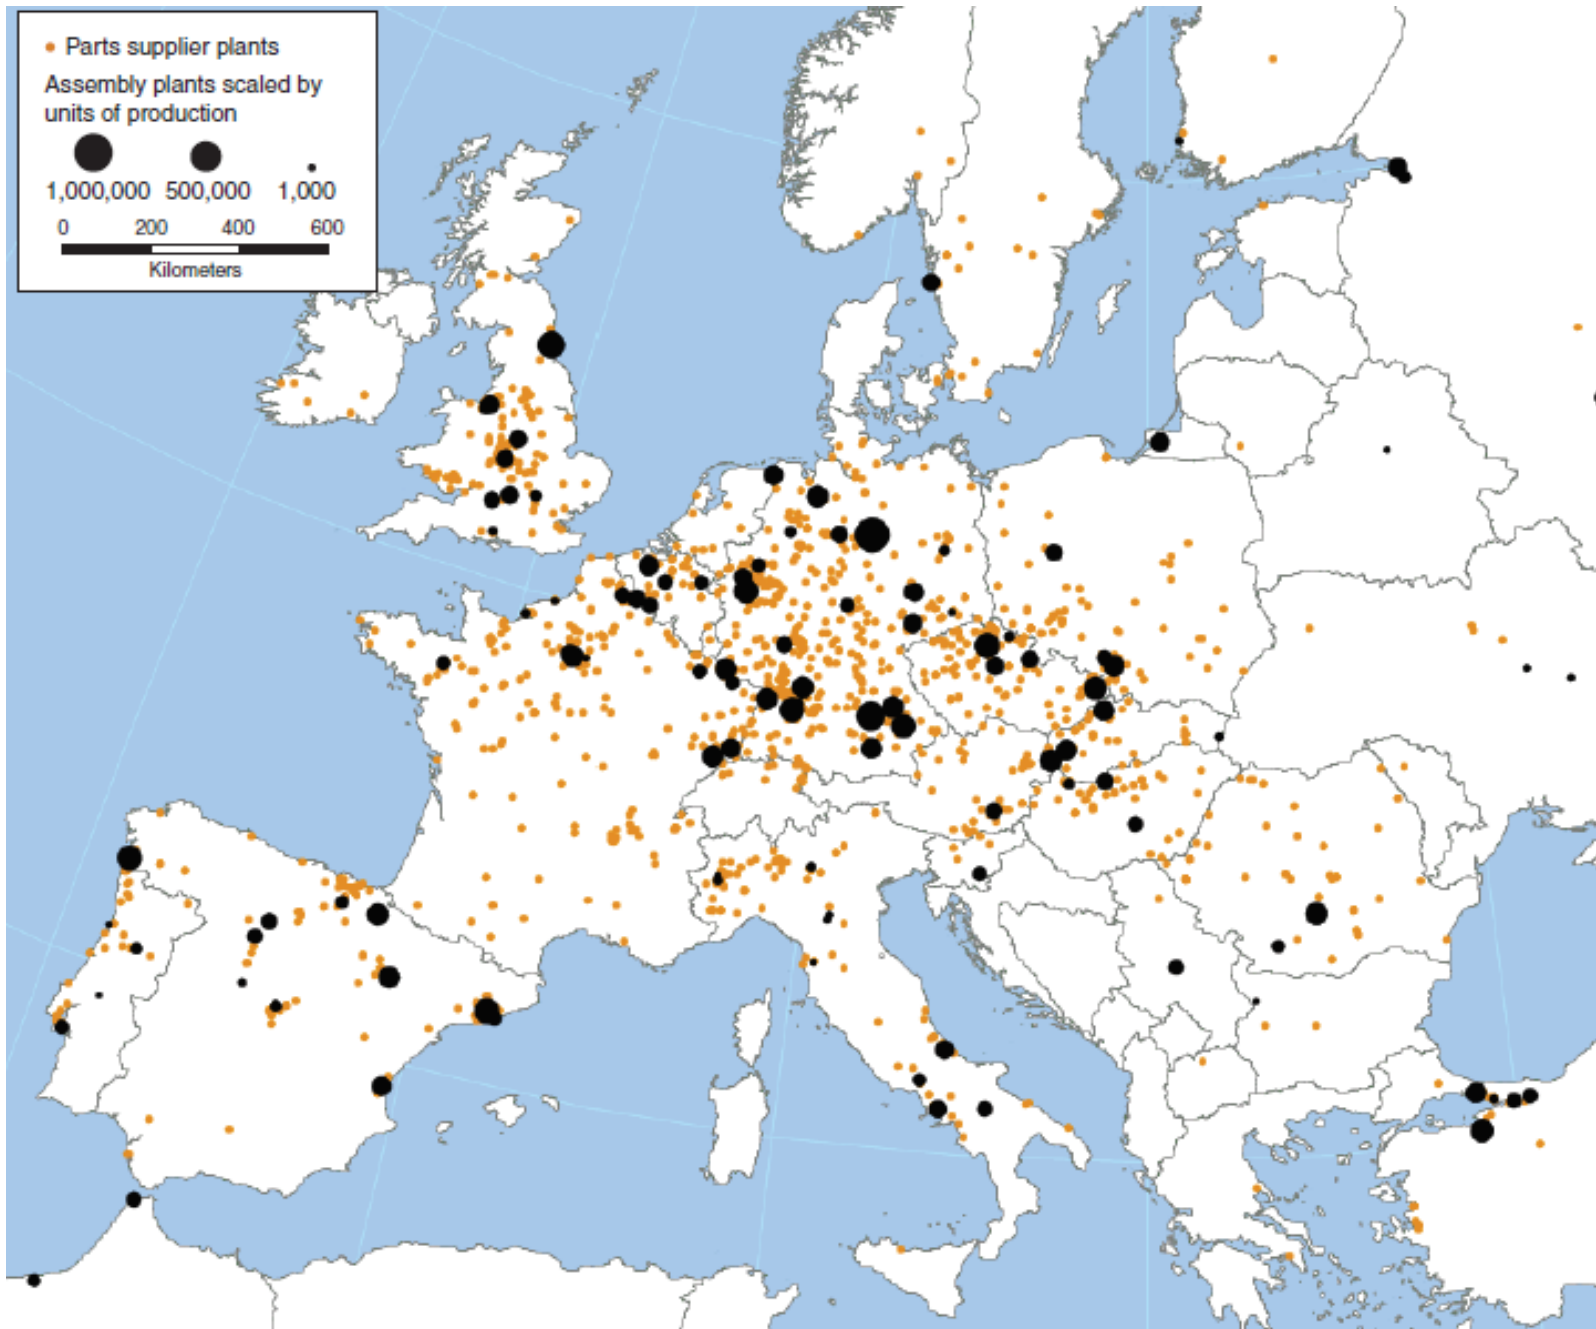 Parts supplier plants
Assembly plants scaled by
units of production
1,000,000 500,000 1,000
0 200 400 600
Kilometers